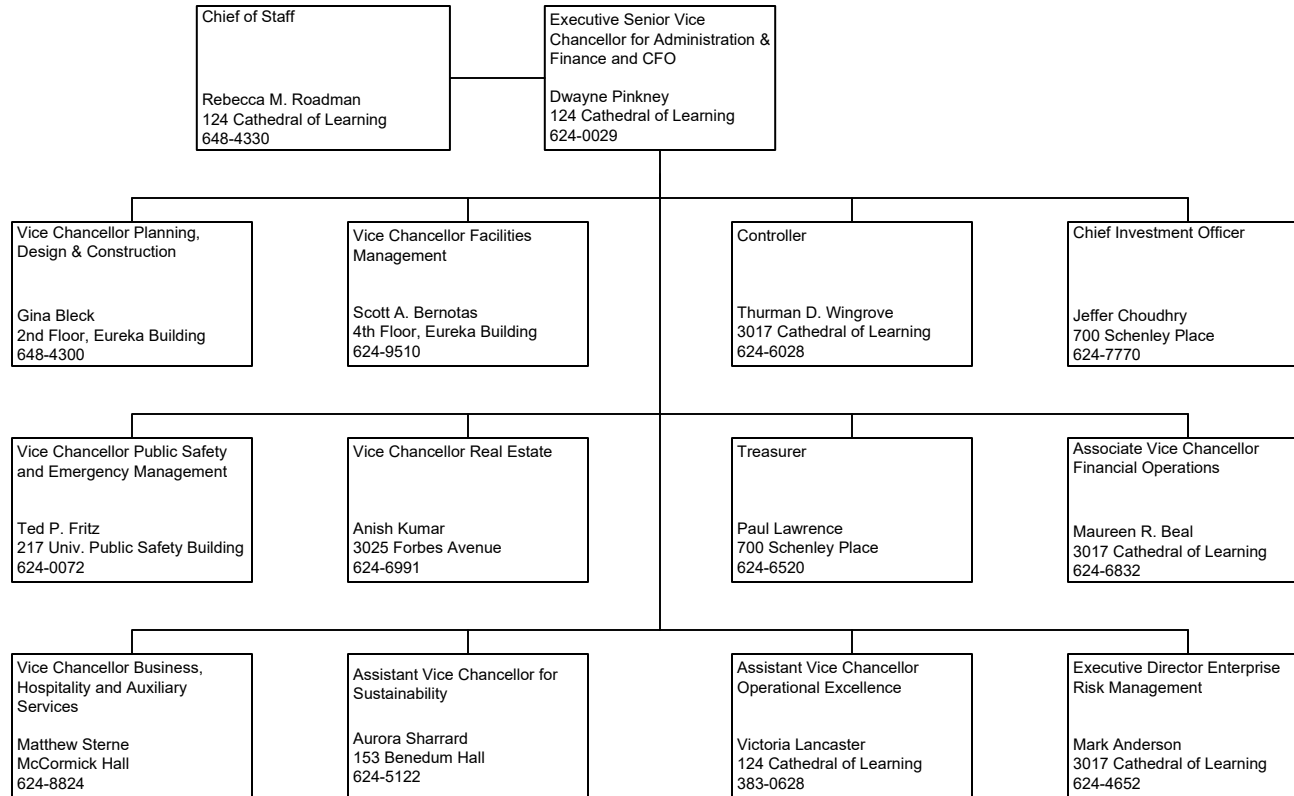 Chief of Staff
Rebecca M. Roadman
124 Cathedral of Learning
648-4330
Executive Senior Vice
Chancellor for Administration &
Finance and CFO
Dwayne Pinkney
124 Cathedral of Learning
624-0029
Vice Chancellor Planning,
Design & Construction
Gina Bleck
2nd Floor, Eureka Building
648-4300
Vice Chancellor Facilities
Management
Scott A. Bernotas
4th Floor, Eureka Building
624-9510
Controller
Thurman D. Wingrove
3017 Cathedral of Learning
624-6028
Chief Investment Officer
Jeffer Choudhry
700 Schenley Place
624-7770
Vice Chancellor Public Safety
and Emergency Management
Ted P. Fritz
217 Univ. Public Safety Building
624-0072
Vice Chancellor Real Estate
Anish Kumar
3025 Forbes Avenue
624-6991
Treasurer
Paul Lawrence
700 Schenley Place
624-6520
Associate Vice Chancellor
Financial Operations
Maureen R. Beal
3017 Cathedral of Learning
624-6832
Vice Chancellor Business,
Hospitality and Auxiliary
Services
Matthew Sterne
McCormick Hall
624-8824
Assistant Vice Chancellor for
Sustainability
Aurora Sharrard
153 Benedum Hall
624-5122
Assistant Vice Chancellor
Operational Excellence
Victoria Lancaster
124 Cathedral of Learning
383-0628
Executive Director Enterprise
Risk Management
Mark Anderson
3017 Cathedral of Learning
624-4652